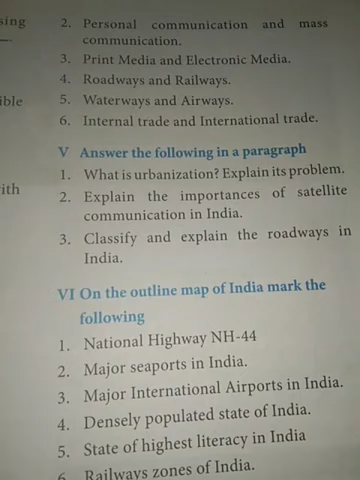 sing
2. Personal communication and mass
communication.
3. Print Media and Electronic Media.
4. Roadways and Railways.
ible
5. Waterways and Airways.
6. Internal trade and International trade.
V Answer the following in a paragraph
1. What is urbanization? Explain its problem.
ith
2. Explain the importances of satellite
communication in India.
3. Classify and explain the roadways in
India.
VI On the outline map of India mark the
following
1. National Highway NH-44
2. Major seaports in India.
3. Major International Airports in India.
4. Densely populated state of India.
5. State of highest literacy in India
6. Railways zones of India.